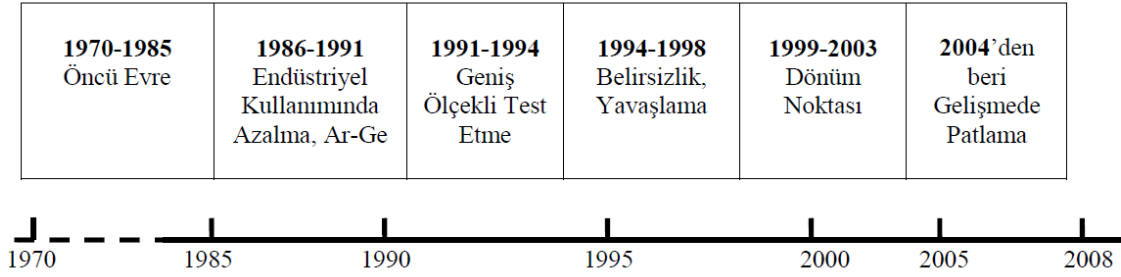 1970-1985
Öncü Evre
1986-1991
Endüstriyel
Kullanımında
Azalma, Ar-Ge
1991-1994
Geniş
Ölçekli Test
Etme
1994-1998
Belirsizlik,
Yavaşlama
1999-2003
Dönüm
Noktası
2004’den
beri
Gelişmede
Patlama
1970
1985
1990
1995
2000
2005
2008